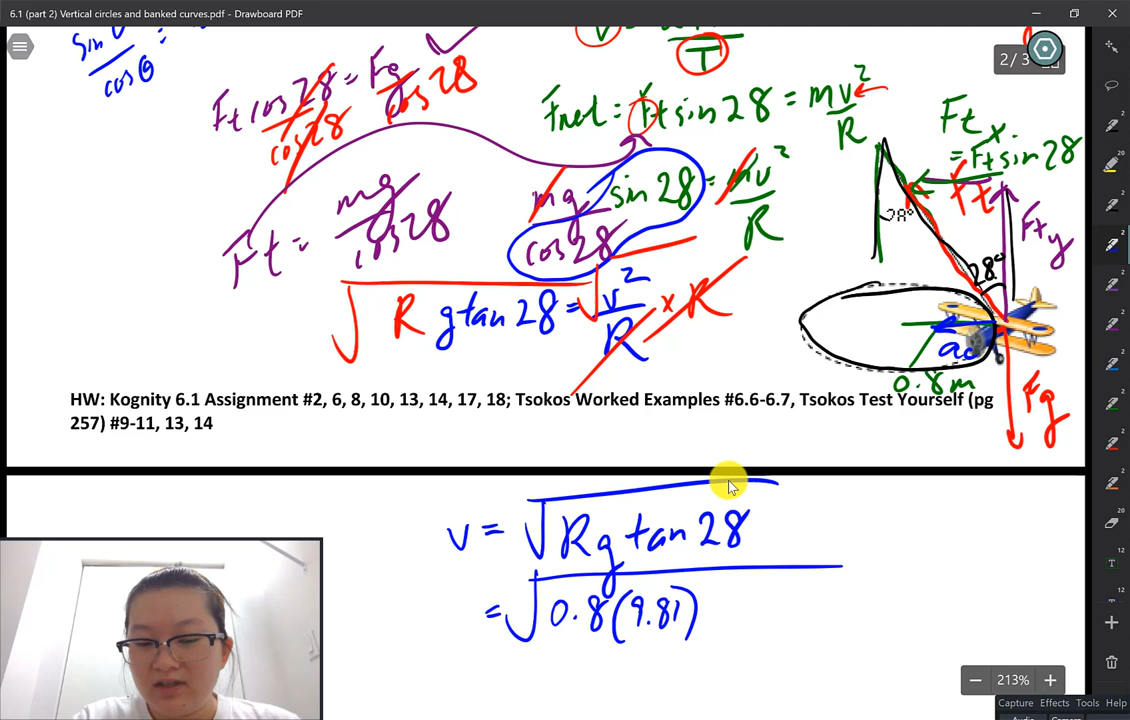 6.1 (part 2) Vertical circles and banked curves.pdf - Drawboard PDF
2 / 3
cosθ
T
Ft cos 28 = Fg
cos 28 cos 28
Fnet = Ft sin 28 = mv²
R
Ftx
= Ft sin 28
Ft = mg
cos 28
mg sin 28 = mv²
cos 28 R
28°
Ft
Fty
28°
√R g tan 28 = √v² × R
R
ac
0.8m
Fg
HW: Kognity 6.1 Assignment #2, 6, 8, 10, 13, 14, 17, 18; Tsokos Worked Examples #6.6-6.7, Tsokos Test Yourself (pg
257) #9-11, 13, 14
v = √Rg tan 28
= √0.8(9.81)
213%
Capture Effects Tools Help